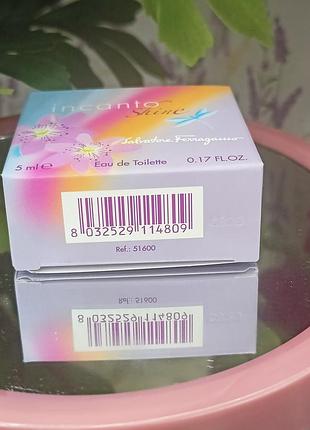 incanto
Shine
Salvatore Ferragamo
5 ml e Eau de Toilette 0.17 FL.OZ.
8 032529 114809
Ref.: 51600